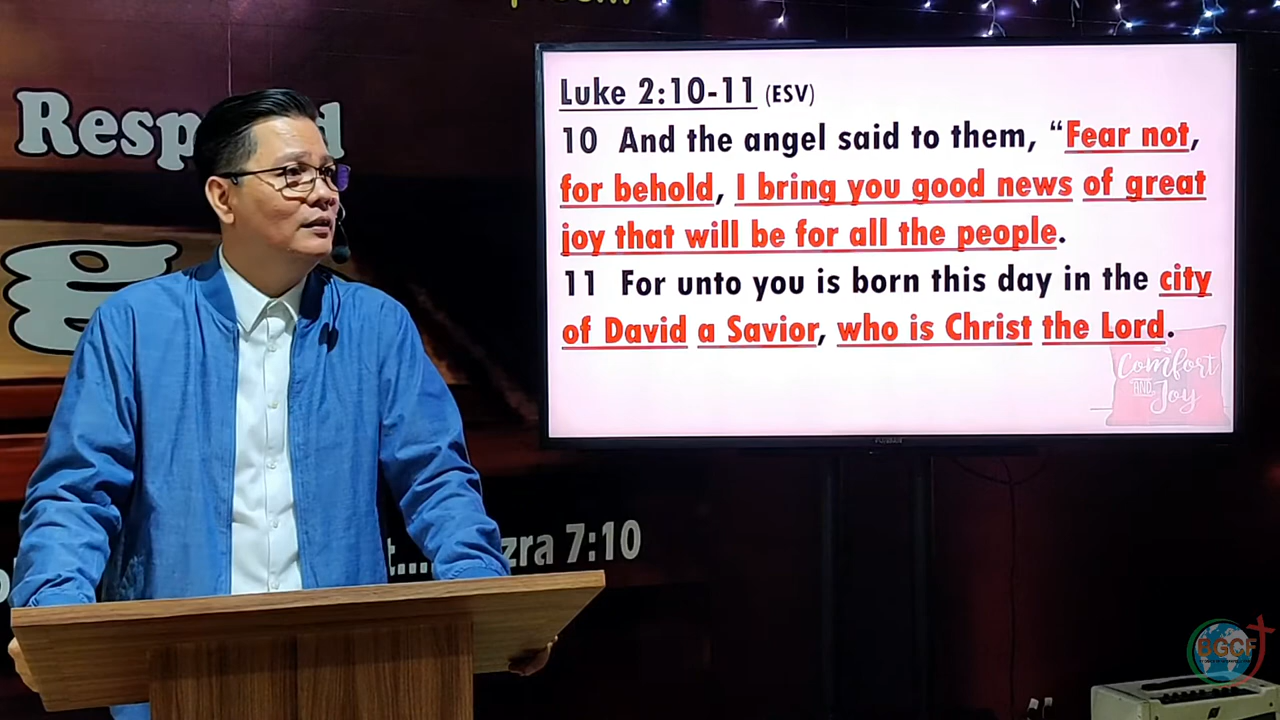 Respond
Luke 2:10-11 (ESV)
10 And the angel said to them, “Fear not,
for behold, I bring you good news of great
joy that will be for all the people.
11 For unto you is born this day in the city
of David a Savior, who is Christ the Lord.
Comfort
AND
Joy
t... Ezra 7:10
BGCF